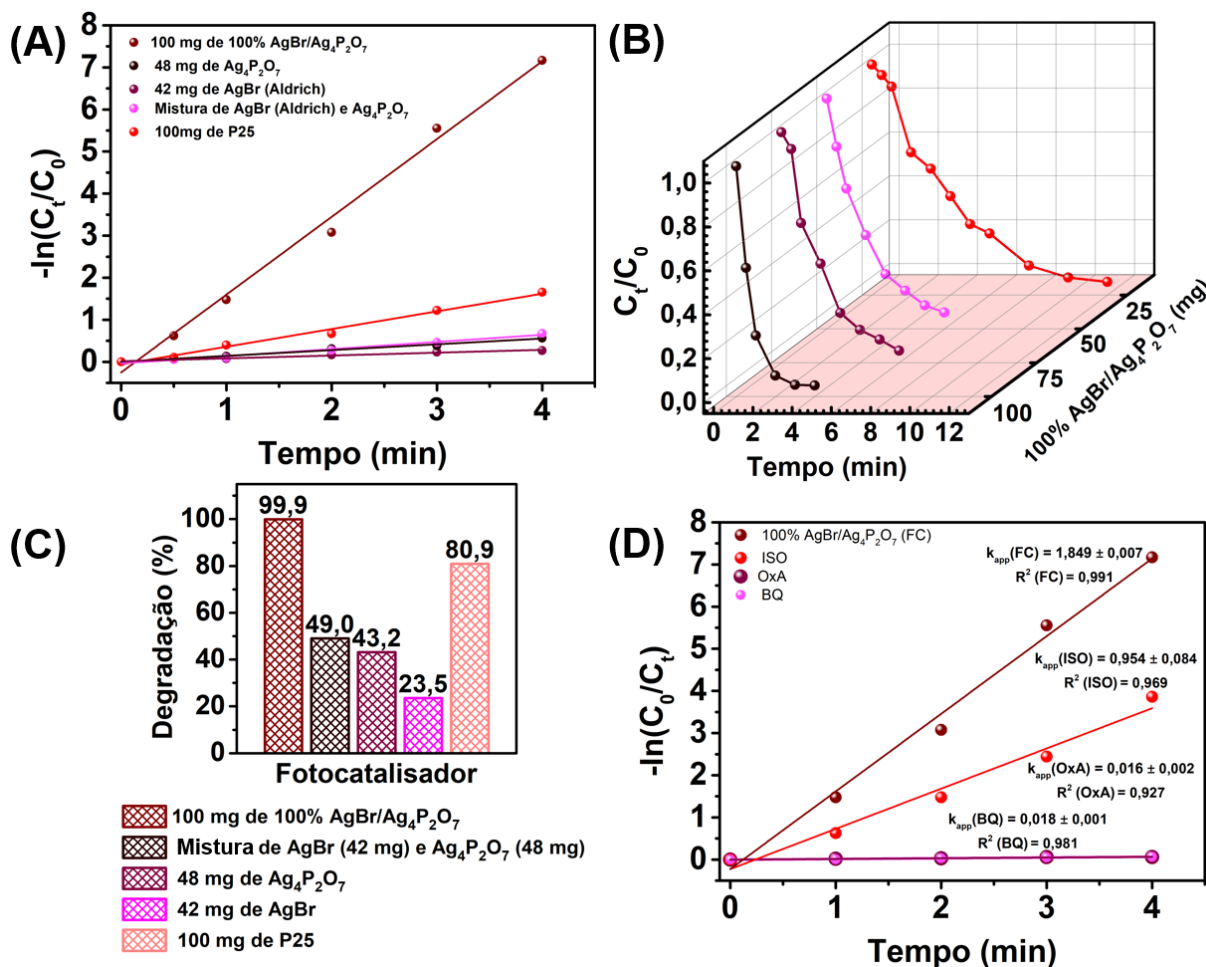 (A)
8
7
6
5
4
3
2
1
0
-ln(Cₜ/C₀)
100 mg de 100% AgBr/Ag₄P₂O₇
48 mg de Ag₄P₂O₇
42 mg de AgBr (Aldrich)
Mistura de AgBr (Aldrich) e Ag₄P₂O₇
100mg de P25
0 1 2 3 4
Tempo (min)
(B)
1,0
0,8
0,6
0,4
0,2
0,0
Cₜ/C₀
0 2 4 6 8 10 12
Tempo (min)
25
50
75
100
100% AgBr/Ag₄P₂O₇ (mg)
(C)
100
80
60
40
20
0
Degradação (%)
99,9
49,0
43,2
23,5
80,9
Fotocatalisador
100 mg de 100% AgBr/Ag₄P₂O₇
Mistura de AgBr (42 mg) e Ag₄P₂O₇ (48 mg)
48 mg de Ag₄P₂O₇
42 mg de AgBr
100 mg de P25
(D)
8
7
6
5
4
3
2
1
0
-ln(C₀/Cₜ)
100% AgBr/Ag₄P₂O₇ (FC)
ISO
OxA
BQ
kₐₚₚ(FC) = 1,849 ± 0,007
R² (FC) = 0,991
kₐₚₚ(ISO) = 0,954 ± 0,084
R² (ISO) = 0,969
kₐₚₚ(OxA) = 0,016 ± 0,002
R² (OxA) = 0,927
kₐₚₚ(BQ) = 0,018 ± 0,001
R² (BQ) = 0,981
0 1 2 3 4
Tempo (min)